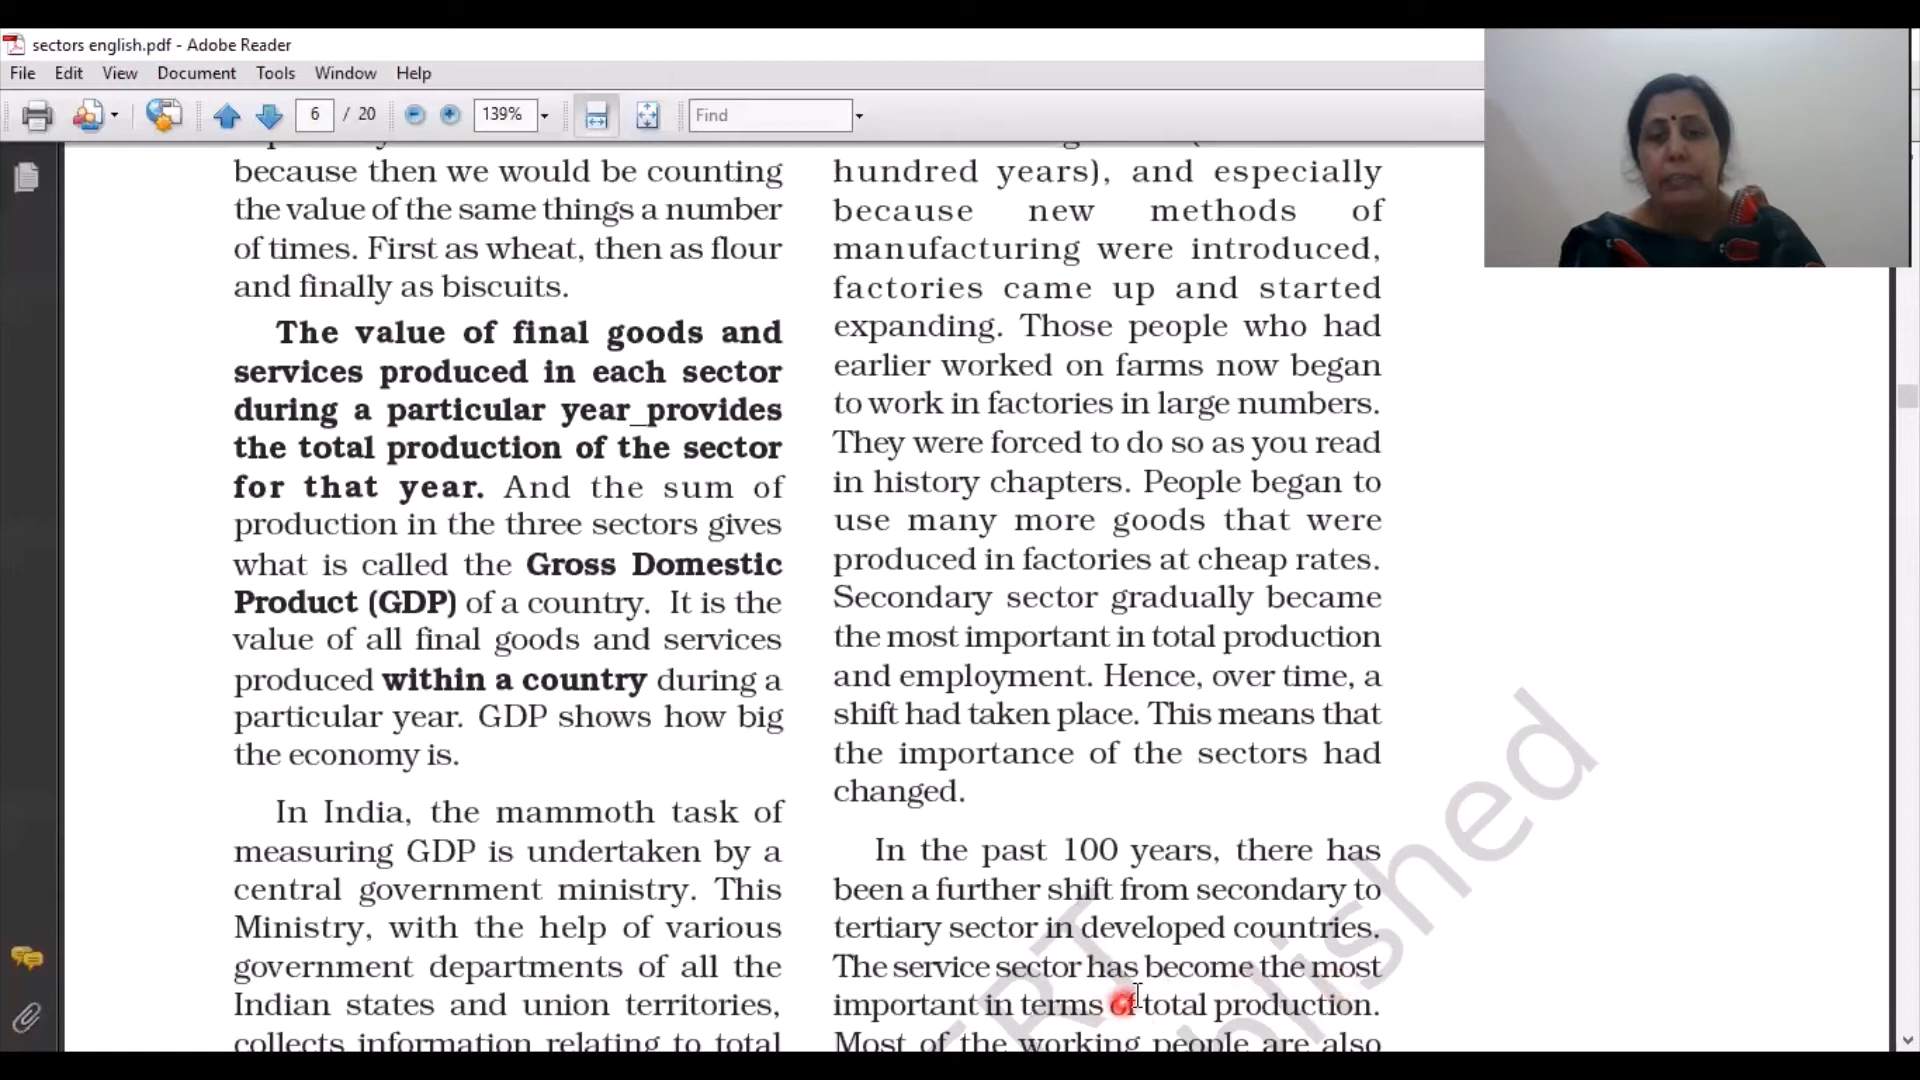 sectors english.pdf - Adobe Reader
File Edit View Document Tools Window Help
6 / 20 139% Find
because then we would be counting
the value of the same things a number
of times. First as wheat, then as flour
and finally as biscuits.
The value of final goods and
services produced in each sector
during a particular year_provides
the total production of the sector
for that year. And the sum of
production in the three sectors gives
what is called the Gross Domestic
Product (GDP) of a country. It is the
value of all final goods and services
produced within a country during a
particular year. GDP shows how big
the economy is.
In India, the mammoth task of
measuring GDP is undertaken by a
central government ministry. This
Ministry, with the help of various
government departments of all the
Indian states and union territories,
collects information relating to total
hundred years), and especially
because new methods of
manufacturing were introduced,
factories came up and started
expanding. Those people who had
earlier worked on farms now began
to work in factories in large numbers.
They were forced to do so as you read
in history chapters. People began to
use many more goods that were
produced in factories at cheap rates.
Secondary sector gradually became
the most important in total production
and employment. Hence, over time, a
shift had taken place. This means that
the importance of the sectors had
changed.
In the past 100 years, there has
been a further shift from secondary to
tertiary sector in developed countries.
The service sector has become the most
important in terms of total production.
Most of the working people are also